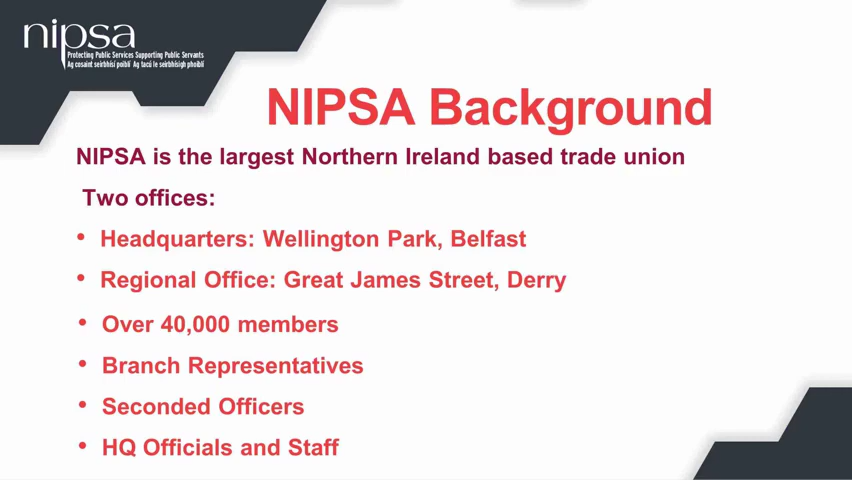 nipsa
Protecting Public Services Supporting Public Servants
Ag cosaint seirbhísí poiblí Ag tacú le seirbhísigh phoiblí
NIPSA Background
NIPSA is the largest Northern Ireland based trade union
Two offices:
• Headquarters: Wellington Park, Belfast
• Regional Office: Great James Street, Derry
• Over 40,000 members
• Branch Representatives
• Seconded Officers
• HQ Officials and Staff